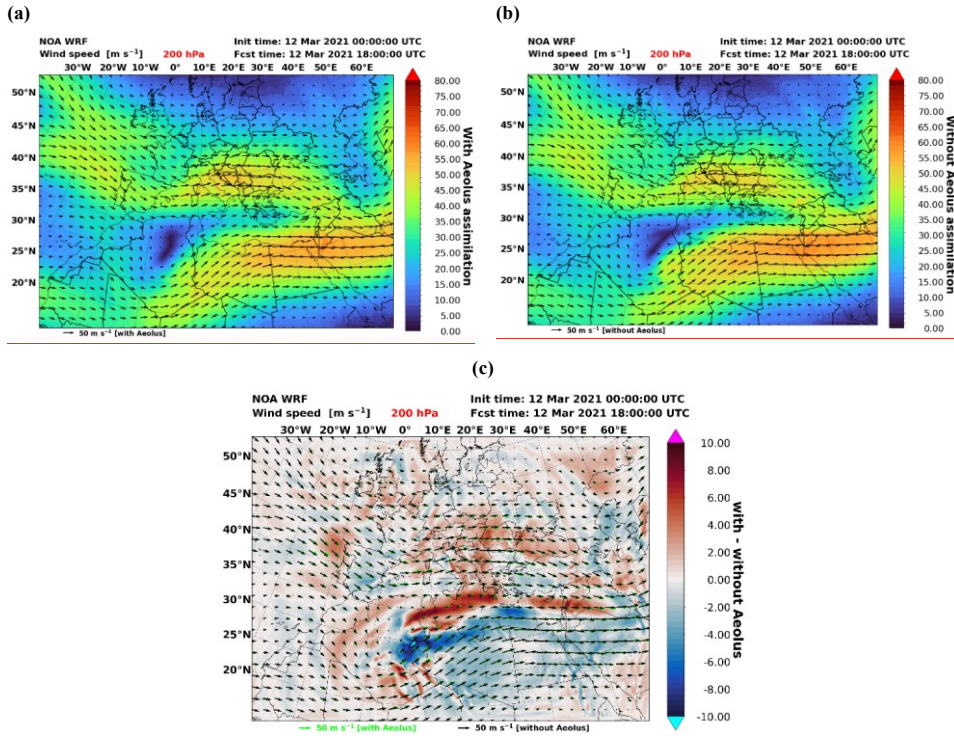 (a)
NOA WRF Init time: 12 Mar 2021 00:00:00 UTC
Wind speed [m s⁻¹] 200 hPa Fcst time: 12 Mar 2021 18:00:00 UTC
30°W 20°W 10°W 0° 10°E 20°E 30°E 40°E 50°E 60°E
50°N
45°N
40°N
35°N
30°N
25°N
20°N
80.00
75.00
70.00
65.00
60.00
55.00
50.00
45.00
40.00
35.00
30.00
25.00
20.00
15.00
10.00
5.00
0.00
With Aeolus assimilation
50 m s⁻¹ [with Aeolus]
(b)
NOA WRF Init time: 12 Mar 2021 00:00:00 UTC
Wind speed [m s⁻¹] 200 hPa Fcst time: 12 Mar 2021 18:00:00 UTC
30°W 20°W 10°W 0° 10°E 20°E 30°E 40°E 50°E 60°E
50°N
45°N
40°N
35°N
30°N
25°N
20°N
80.00
75.00
70.00
65.00
60.00
55.00
50.00
45.00
40.00
35.00
30.00
25.00
20.00
15.00
10.00
5.00
0.00
Without Aeolus assimilation
50 m s⁻¹ [without Aeolus]
(c)
NOA WRF Init time: 12 Mar 2021 00:00:00 UTC
Wind speed [m s⁻¹] 200 hPa Fcst time: 12 Mar 2021 18:00:00 UTC
30°W 20°W 10°W 0° 10°E 20°E 30°E 40°E 50°E 60°E
50°N
45°N
40°N
35°N
30°N
25°N
20°N
10.00
8.00
6.00
4.00
2.00
0.00
-2.00
-4.00
-6.00
-8.00
-10.00
with - without Aeolus
50 m s⁻¹ [with Aeolus] 50 m s⁻¹ [without Aeolus]